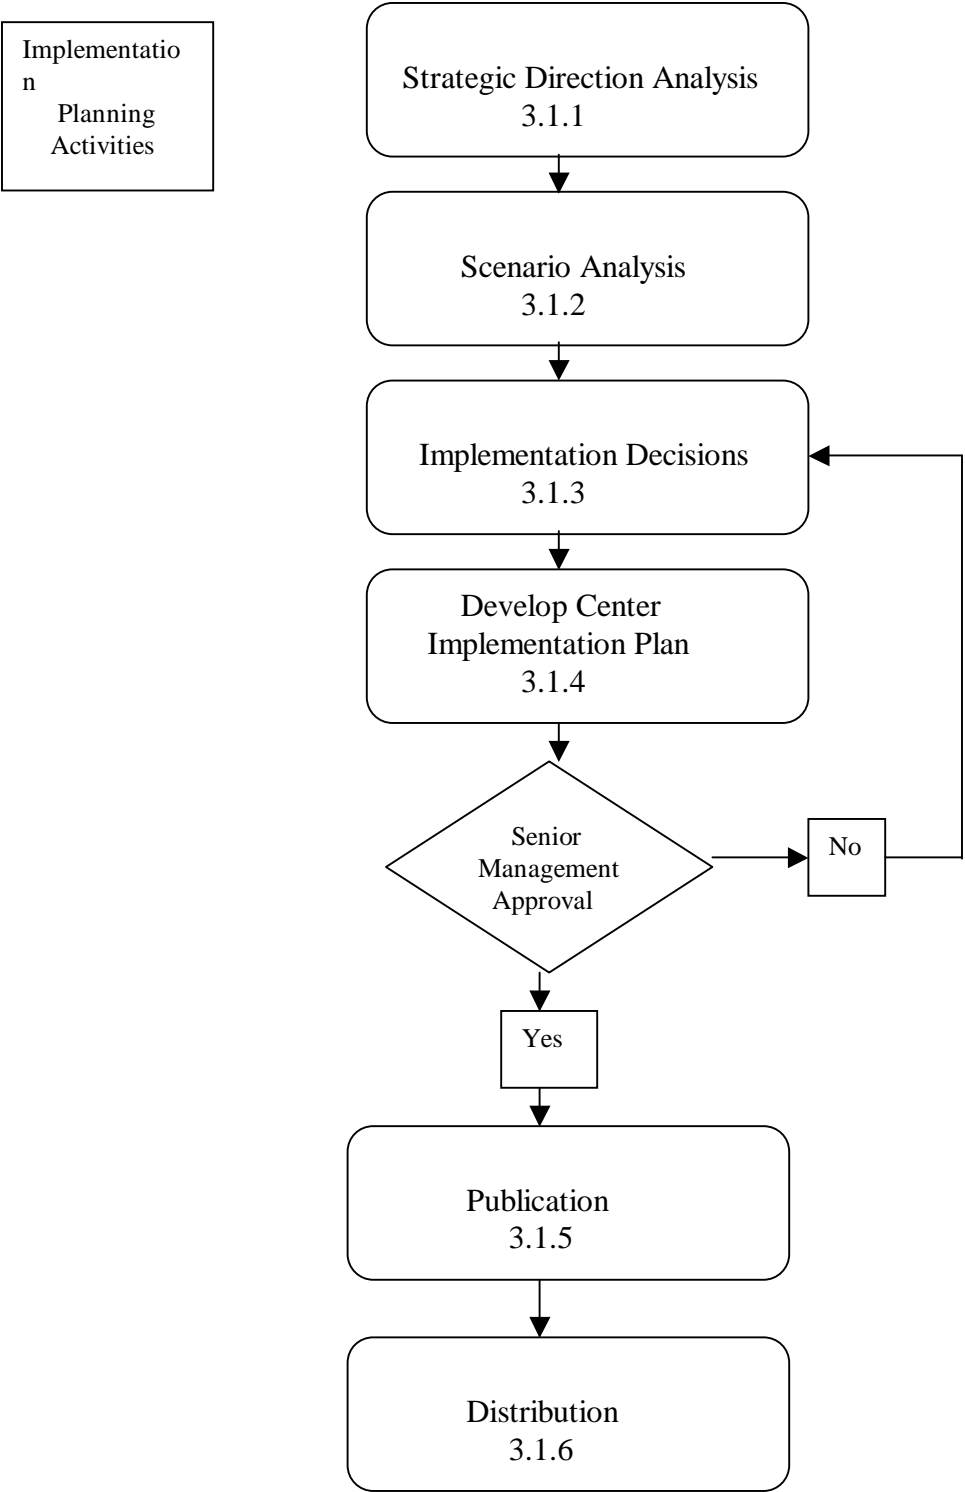 Implementatio
n
Planning
Activities
Strategic Direction Analysis
3.1.1
Scenario Analysis
3.1.2
Implementation Decisions
3.1.3
Develop Center
Implementation Plan
3.1.4
Senior
Management
Approval
No
Yes
Publication
3.1.5
Distribution
3.1.6